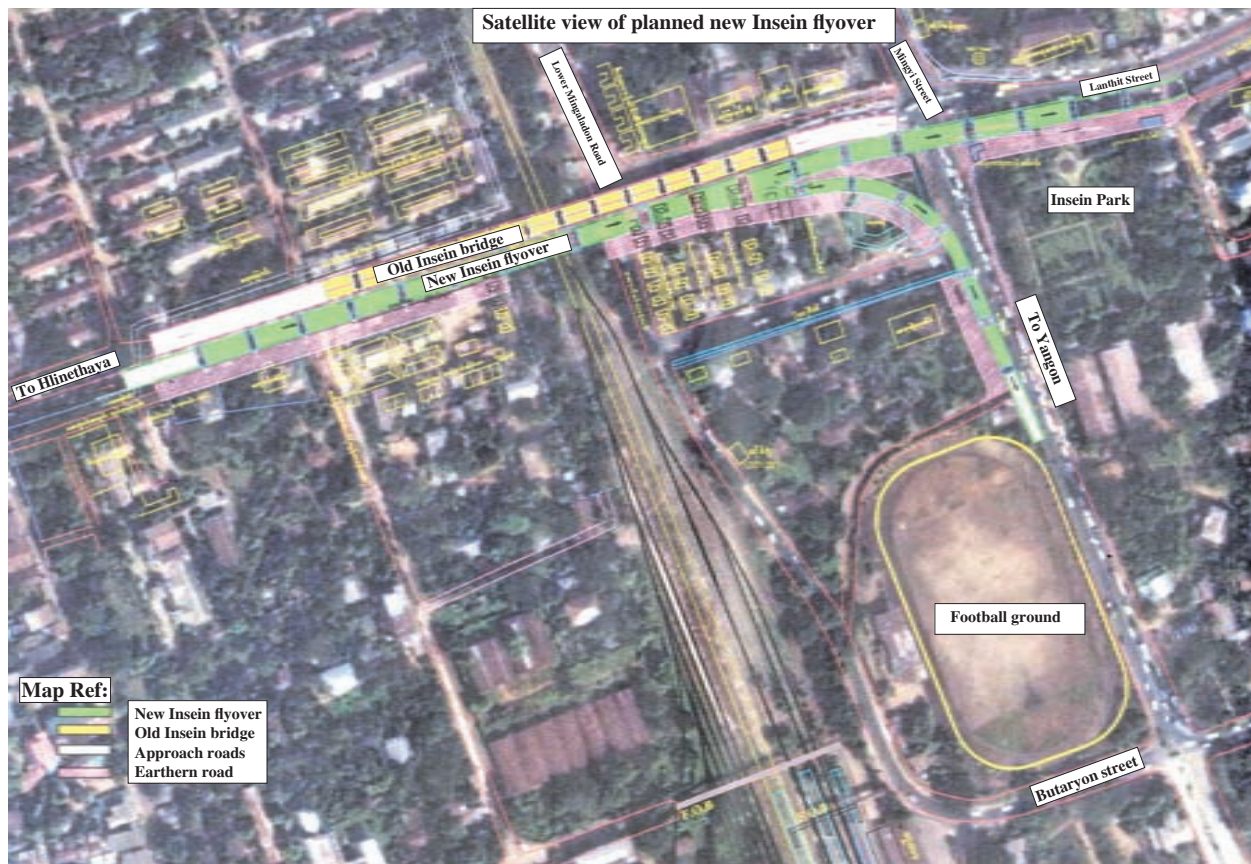 Satellite view of planned new Insein flyover
Lower Mingaladon Road
Mingyi Street
Lanthit Street
Insein Park
Old Insein bridge
New Insein flyover
To Hlinethaya
To Yangon
Football ground
Butaryon street
Map Ref:
New Insein flyover
Old Insein bridge
Approach roads
Earthern road